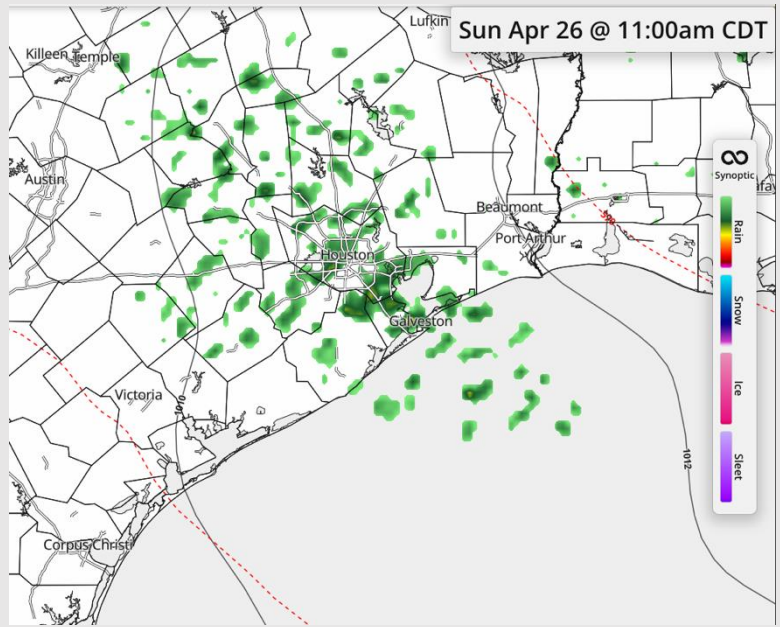 Lufkin
Sun Apr 26 @ 11:00am CDT
Killeen Temple
Synoptic
Austin
Rain
Beaumont
Port Arthur
Houston
Snow
Galveston
Ice
Victoria
1010
1012
Sleet
Corpus Christi